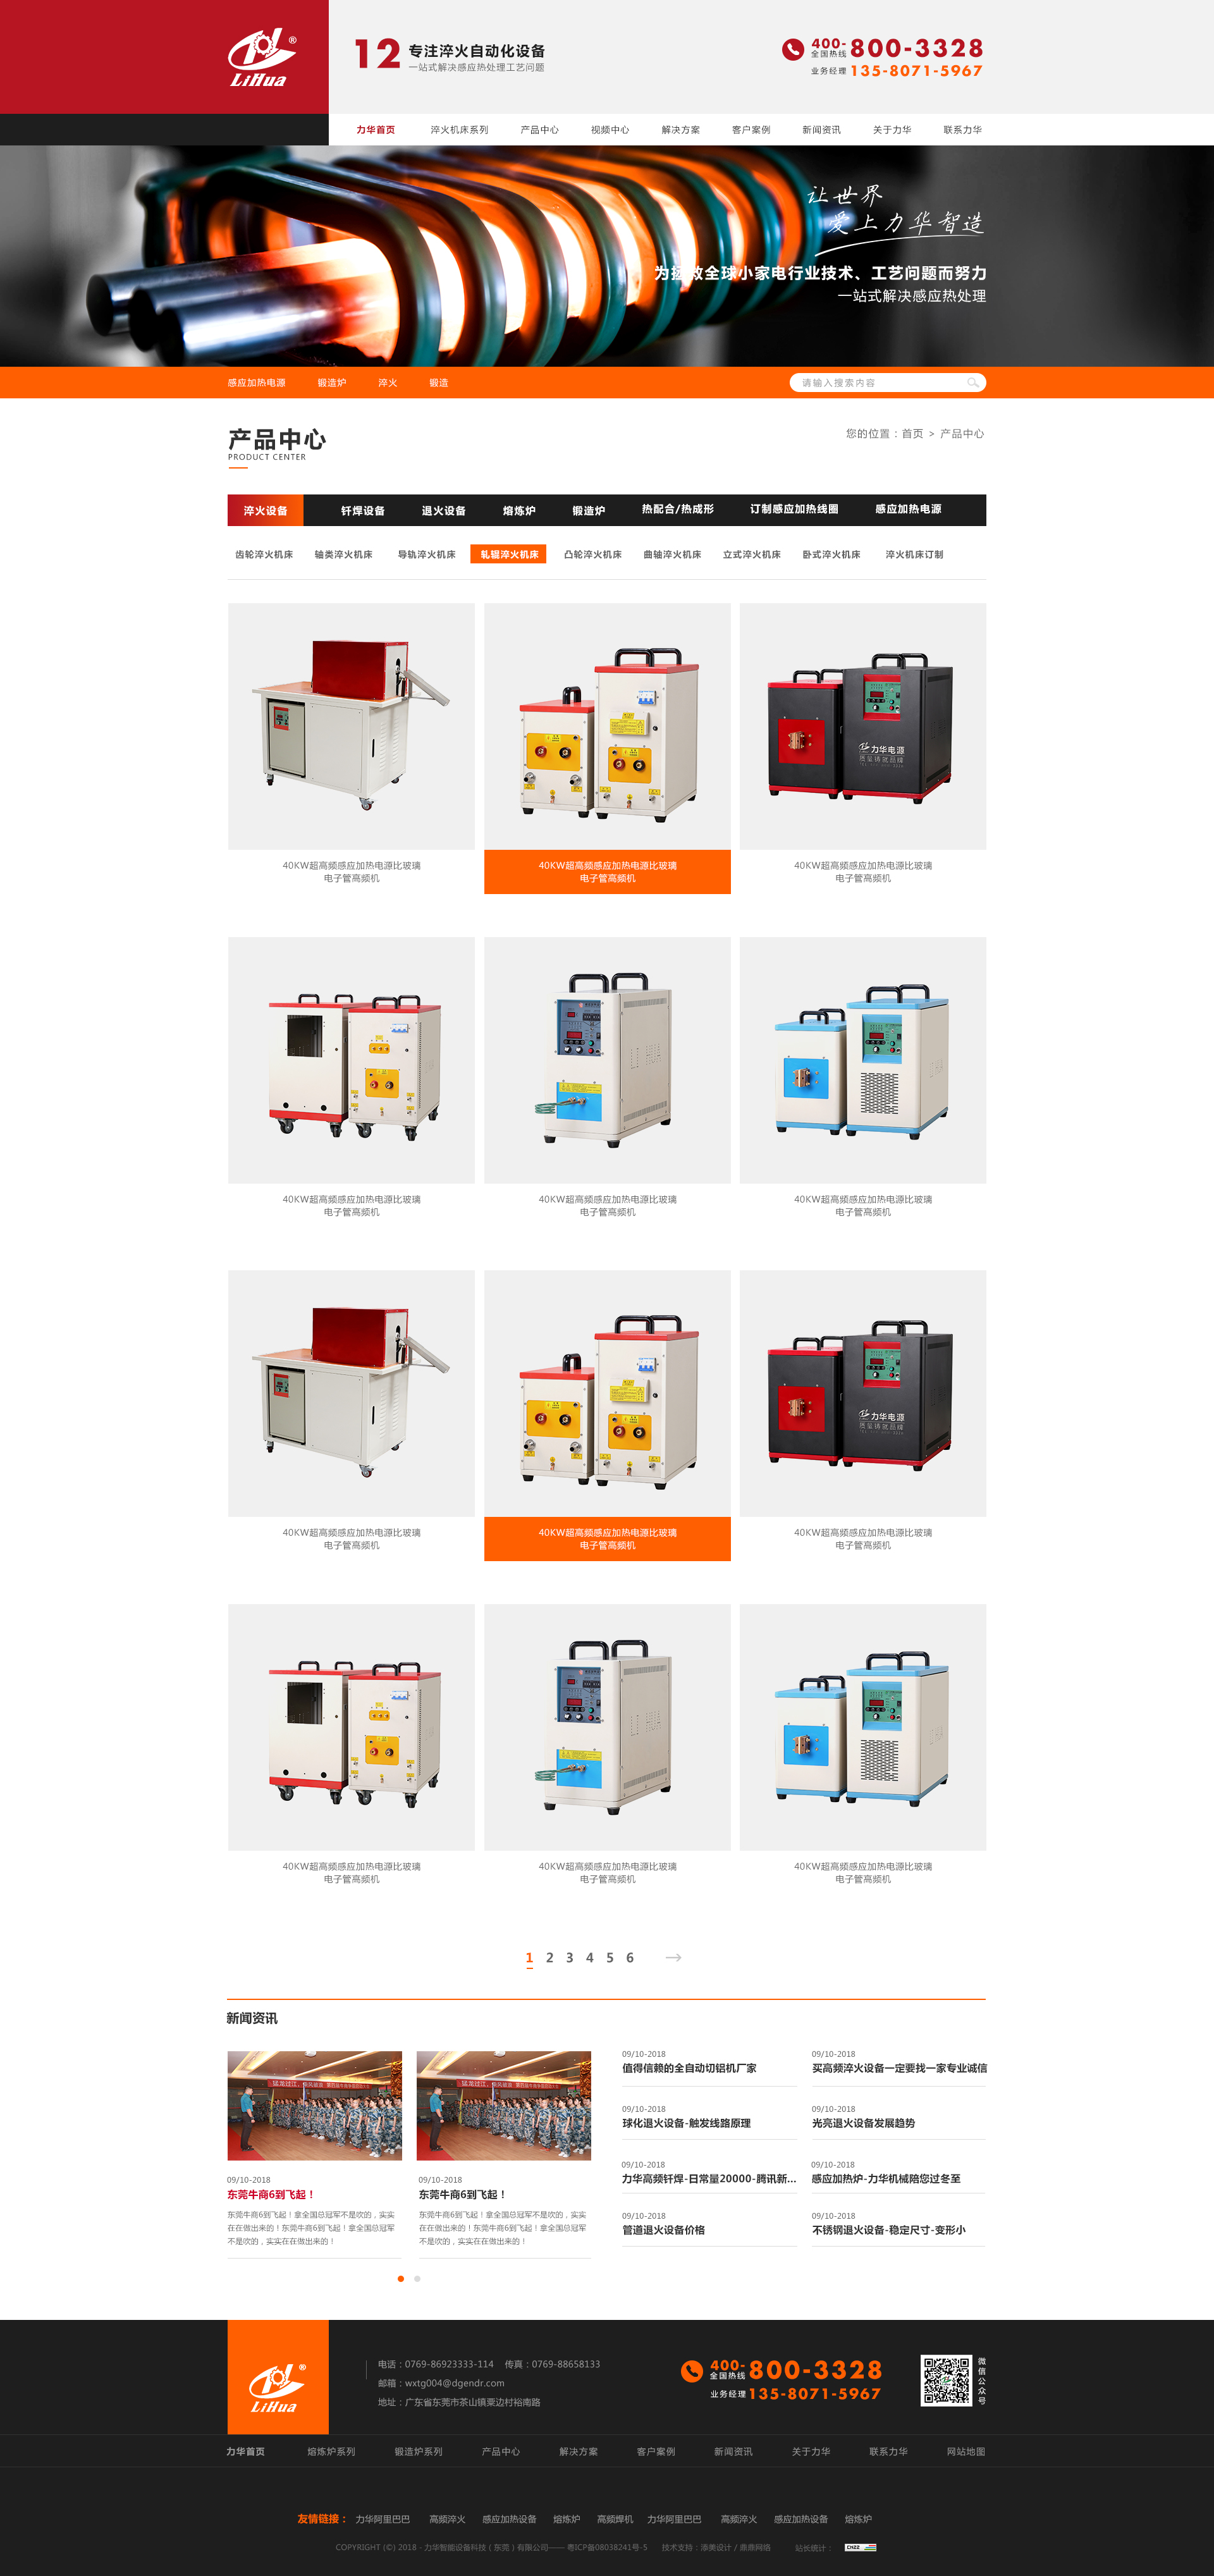 LiHua ®
12 专注淬火自动化设备
一站式解决感应热处理工艺问题
400-800-3328
全国热线
业务经理 135-8071-5967
力华首页 淬火机床系列 产品中心 视频中心 解决方案 客户案例 新闻资讯 关于力华 联系力华
让世界
爱上力华智造
为拯救全球小家电行业技术、工艺问题而努力
一站式解决感应热处理
感应加热电源 锻造炉 淬火 锻造 请输入搜索内容
产品中心
PRODUCT CENTER
您的位置：首页 > 产品中心
淬火设备 钎焊设备 退火设备 熔炼炉 锻造炉 热配合/热成形 订制感应加热线圈 感应加热电源
齿轮淬火机床 轴类淬火机床 导轨淬火机床 轧辊淬火机床 凸轮淬火机床 曲轴淬火机床 立式淬火机床 卧式淬火机床 淬火机床订制
力华电源
40KW超高频感应加热电源比玻璃 40KW超高频感应加热电源比玻璃 40KW超高频感应加热电源比玻璃
电子管高频机 电子管高频机 电子管高频机
40KW超高频感应加热电源比玻璃 40KW超高频感应加热电源比玻璃 40KW超高频感应加热电源比玻璃
电子管高频机 电子管高频机 电子管高频机
力华电源
40KW超高频感应加热电源比玻璃 40KW超高频感应加热电源比玻璃 40KW超高频感应加热电源比玻璃
电子管高频机 电子管高频机 电子管高频机
40KW超高频感应加热电源比玻璃 40KW超高频感应加热电源比玻璃 40KW超高频感应加热电源比玻璃
电子管高频机 电子管高频机 电子管高频机
1 2 3 4 5 6
新闻资讯
09/10-2018
东莞牛商6到飞起！
东莞牛商6到飞起！拿全国总冠军不是吹的，实实
在在做出来的！东莞牛商6到飞起！拿全国总冠军
不是吹的，实实在在做出来的！
09/10-2018
东莞牛商6到飞起！
东莞牛商6到飞起！拿全国总冠军不是吹的，实实
在在做出来的！东莞牛商6到飞起！拿全国总冠军
不是吹的，实实在在做出来的！
09/10-2018 09/10-2018
值得信赖的全自动切铝机厂家 买高频淬火设备一定要找一家专业诚信
09/10-2018 09/10-2018
球化退火设备-触发线路原理 光亮退火设备发展趋势
09/10-2018 09/10-2018
力华高频钎焊-日常量20000-腾讯新... 感应加热炉-力华机械陪您过冬至
09/10-2018 09/10-2018
管道退火设备价格 不锈钢退火设备-稳定尺寸-变形小
LiHua ®
电话：0769-86923333-114 传真：0769-88658133
邮箱：wxtg004@dgendr.com
地址：广东省东莞市茶山镇粟边村裕南路
400-800-3328
全国热线
业务经理 135-8071-5967
微信公众号
力华首页 熔炼炉系列 锻造炉系列 产品中心 解决方案 客户案例 新闻资讯 关于力华 联系力华 网站地图
友情链接： 力华阿里巴巴 高频淬火 感应加热设备 熔炼炉 高频焊机 力华阿里巴巴 高频淬火 感应加热设备 熔炼炉
COPYRIGHT (©) 2018 - 力华智能设备科技（东莞）有限公司—— 粤ICP备08038241号-5 技术支持：添美设计 / 鼎鼎网络 站长统计： CNZZ